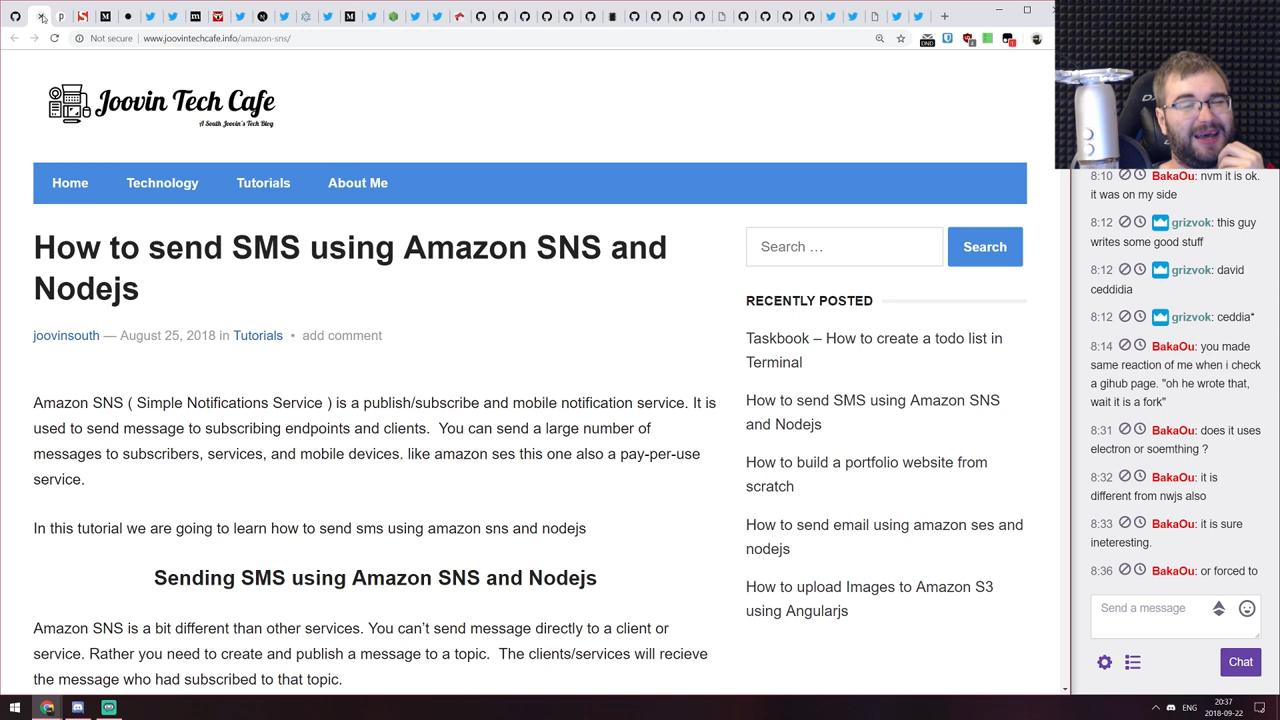 Not secure
www.joovintechcafe.info/amazon-sns/
Joovin Tech Cafe
A South Joovin's Tech Blog
Home
Technology
Tutorials
About Me
How to send SMS using Amazon SNS and
Nodejs
joovinsouth — August 25, 2018 in Tutorials • add comment
Amazon SNS ( Simple Notifications Service ) is a publish/subscribe and mobile notification service. It is
used to send message to subscribing endpoints and clients. You can send a large number of
messages to subscribers, services, and mobile devices. like amazon ses this one also a pay-per-use
service.
In this tutorial we are going to learn how to send sms using amazon sns and nodejs
Sending SMS using Amazon SNS and Nodejs
Amazon SNS is a bit different than other services. You can't send message directly to a client or
service. Rather you need to create and publish a message to a topic. The clients/services will recieve
the message who had subscribed to that topic.
Search …
Search
RECENTLY POSTED
Taskbook – How to create a todo list in
Terminal
How to send SMS using Amazon SNS
and Nodejs
How to build a portfolio website from
scratch
How to send email using amazon ses and
nodejs
How to upload Images to Amazon S3
using Angularjs
8:10 BakaOu: nvm it is ok.
it was on my side
8:12 grizvok: this guy
writes some good stuff
8:12 grizvok: david
ceddidia
8:12 grizvok: ceddia*
8:14 BakaOu: you made
same reaction of me when i check
a gihub page. "oh he wrote that,
wait it is a fork"
8:31 BakaOu: does it uses
electron or soemthing ?
8:32 BakaOu: it is
different from nwjs also
8:33 BakaOu: it is sure
ineteresting.
8:36 BakaOu: or forced to
Send a message
Chat
ENG
20:37
2018-09-22